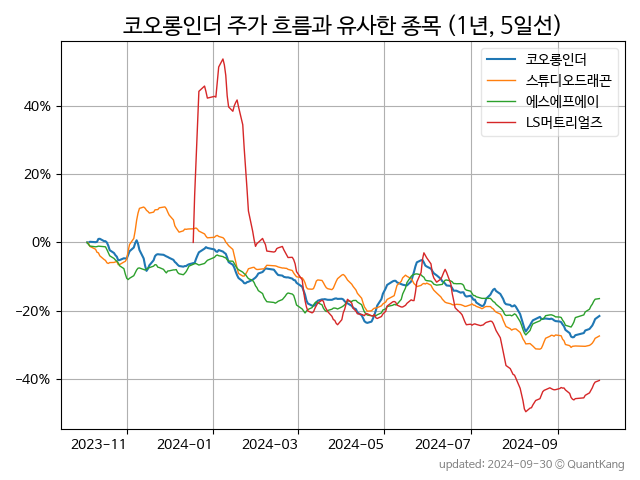 코오롱인더 주가 흐름과 유사한 종목 (1년, 5일선)
코오롱인더
스튜디오드래곤
에스에프에이
LS머트리얼즈
40%
20%
0%
−20%
−40%
2023-11
2024-01
2024-03
2024-05
2024-07
2024-09
updated: 2024-09-30 © QuantKang